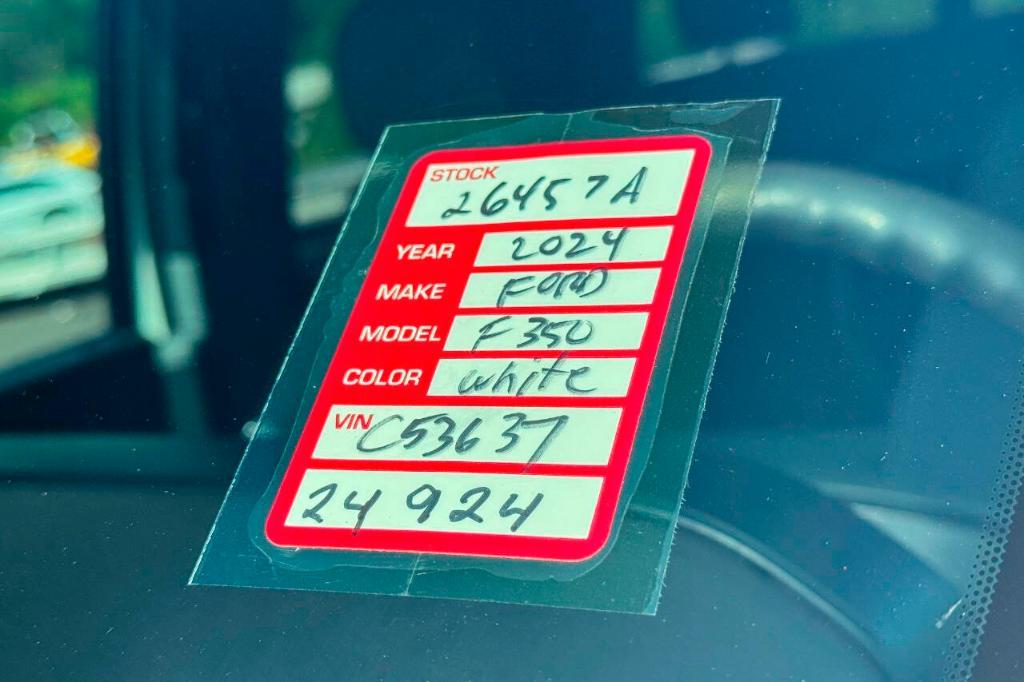 STOCK
26457A
YEAR 2024
MAKE FORD
MODEL F350
COLOR white
VIN C53637
24924